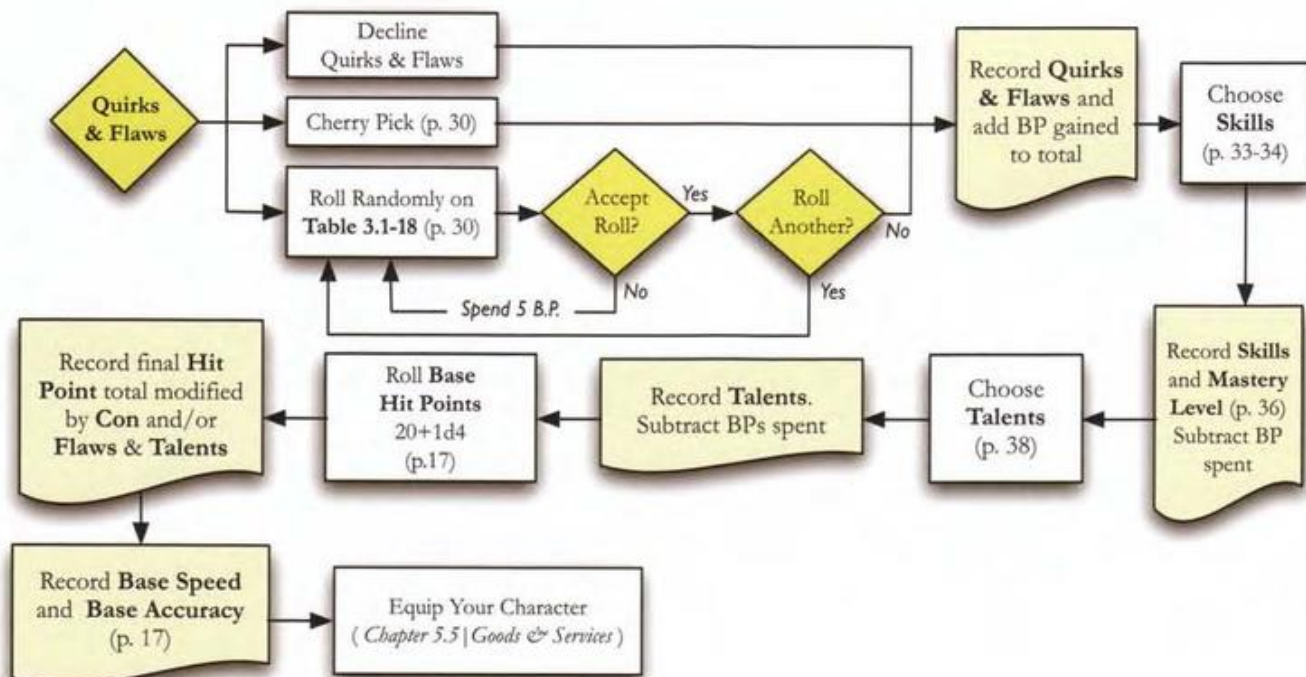 Quirks
& Flaws
Decline
Quirks & Flaws
Cherry Pick (p. 30)
Roll Randomly on
Table 3.1-18 (p. 30)
Accept
Roll?
Yes
No
Spend 5 B.P.
Roll
Another?
No
Yes
Record Quirks
& Flaws and
add BP gained
to total
Choose
Skills
(p. 33-34)
Record Skills
and Mastery
Level (p. 36)
Subtract BP
spent
Choose
Talents
(p. 38)
Record Talents.
Subtract BPs spent
Roll Base
Hit Points
20+1d4
(p.17)
Record final Hit
Point total modified
by Con and/or
Flaws & Talents
Record Base Speed
and Base Accuracy
(p. 17)
Equip Your Character
( Chapter 5.5 | Goods & Services )